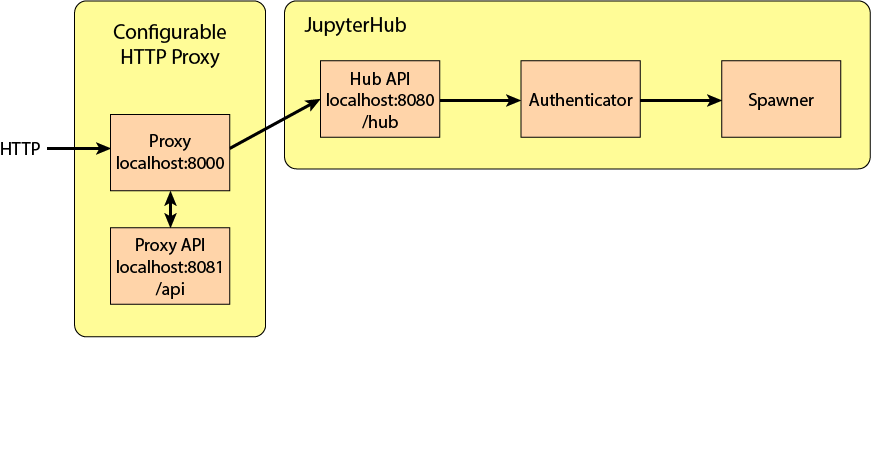 Configurable
HTTP Proxy
HTTP
Proxy
localhost:8000
Proxy API
localhost:8081
/api
JupyterHub
Hub API
localhost:8080
/hub
Authenticator
Spawner